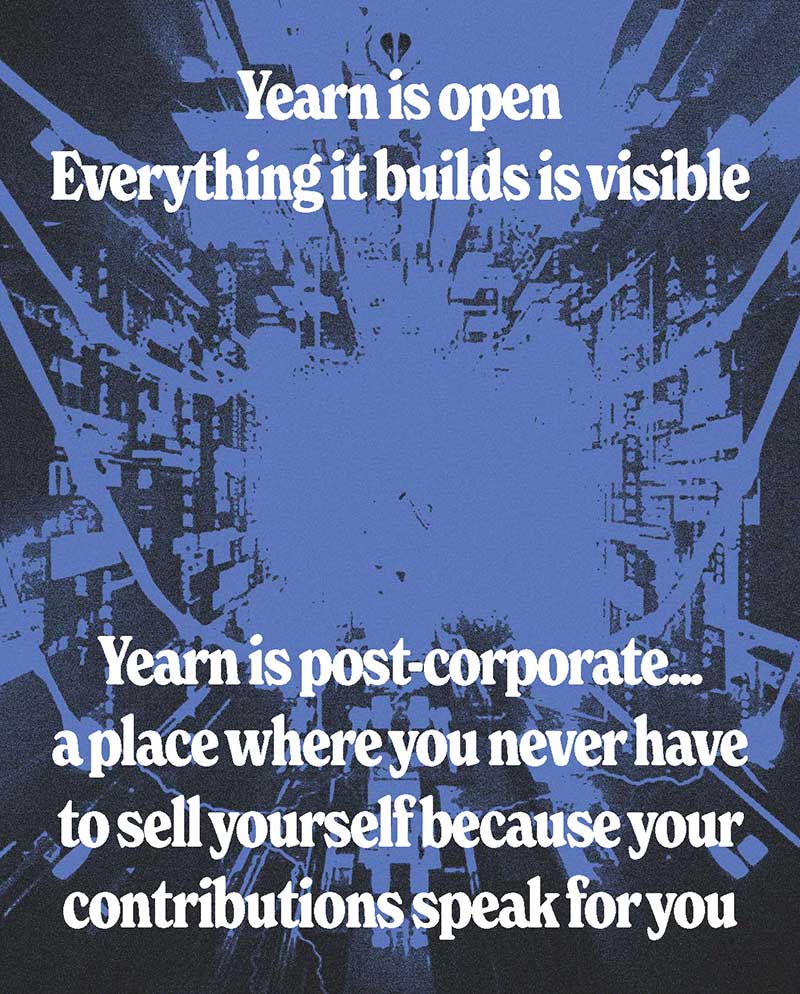 Yearn is open
Everything it builds is visible
Yearn is post-corporate...
a place where you never have
to sell yourself because your
contributions speak for you